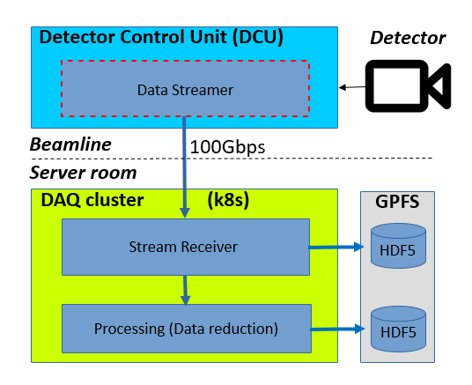 Detector Control Unit (DCU)
Detector
Data Streamer
Beamline
100Gbps
Server room
DAQ cluster (k8s)
GPFS
Stream Receiver
HDF5
Processing (Data reduction)
HDF5